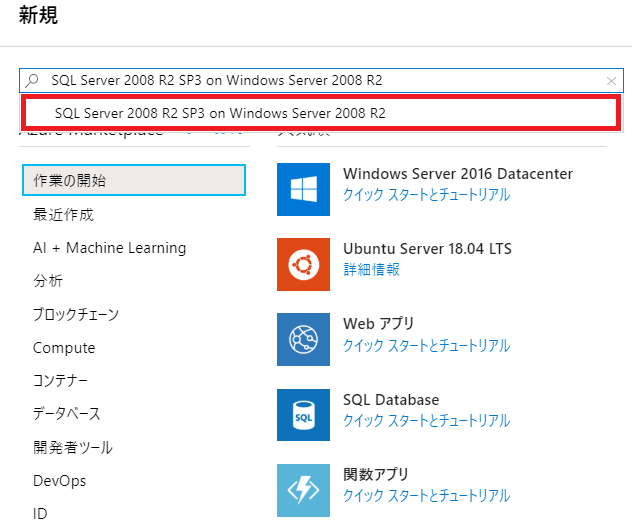 新規
SQL Server 2008 R2 SP3 on Windows Server 2008 R2
SQL Server 2008 R2 SP3 on Windows Server 2008 R2
Azure Marketplace
作業の開始
最近作成
AI + Machine Learning
分析
ブロックチェーン
Compute
コンテナー
データベース
開発者ツール
DevOps
ID
Windows Server 2016 Datacenter
クイック スタートとチュートリアル
Ubuntu Server 18.04 LTS
詳細情報
Web アプリ
クイック スタートとチュートリアル
SQL
SQL Database
クイック スタートとチュートリアル
関数アプリ
クイック スタートとチュートリアル